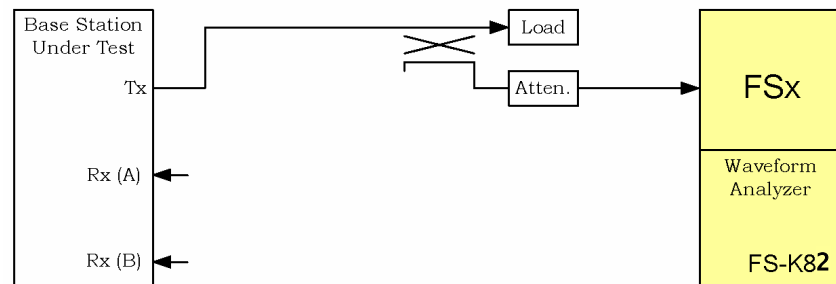 Base Station
Under Test
Load
Tx
Atten.
FSx
Rx (A)
Waveform
Analyzer
Rx (B)
FS-K82